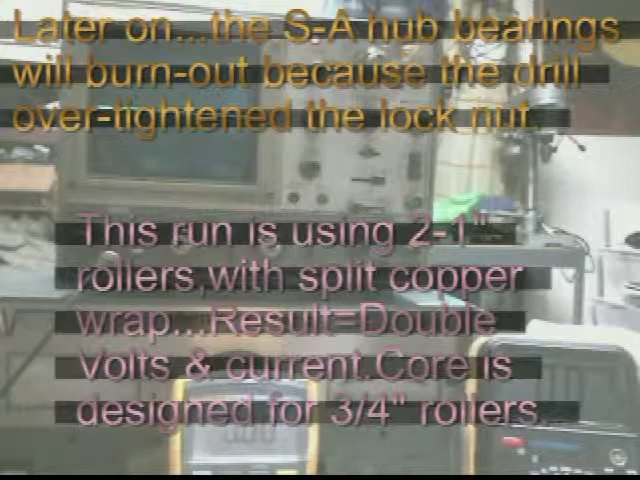 Later on...the S-A hub bearings
will burn-out because the drill
over-tightened the lock nut.
This run is using 2-1"
rollers,with split copper
wrap...Result=Double
Volts & current.Core is
designed for 3/4" rollers..